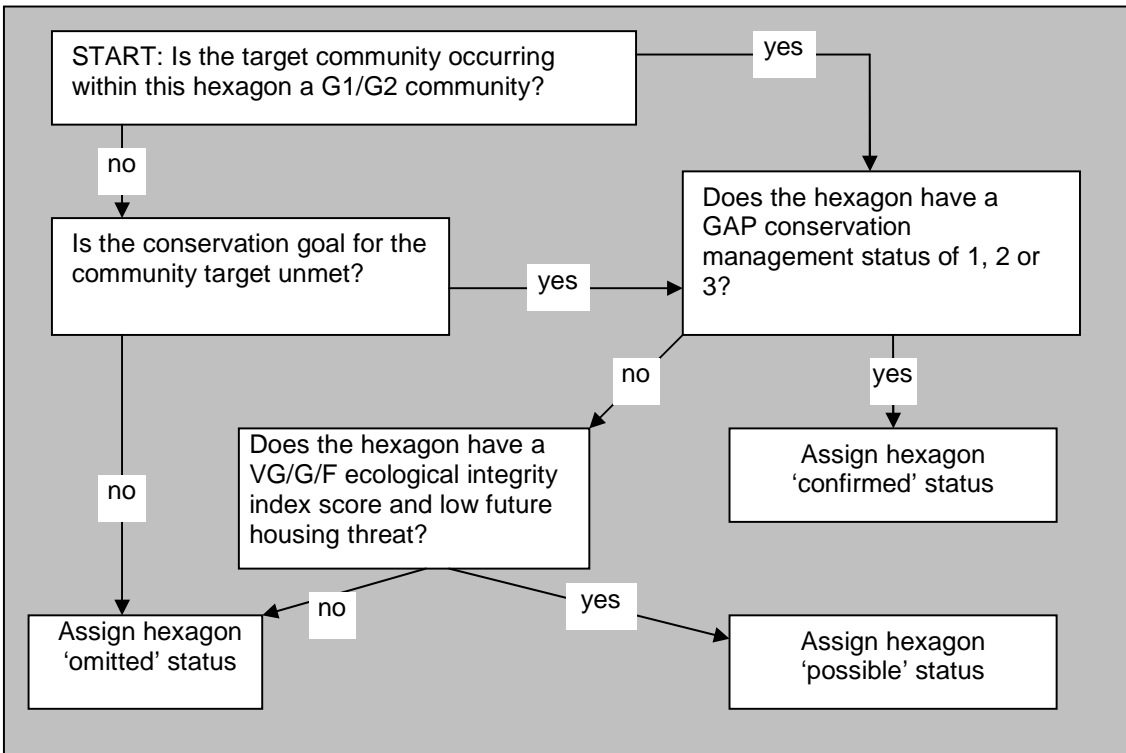 START: Is the target community occurring
within this hexagon a G1/G2 community?
yes
no
Does the hexagon have a
GAP conservation
management status of 1, 2 or
3?
Is the conservation goal for the
community target unmet?
yes
no
yes
Does the hexagon have a
VG/G/F ecological integrity
index score and low future
housing threat?
Assign hexagon
‘confirmed’ status
no
no
yes
Assign hexagon
‘omitted’ status
Assign hexagon
‘possible’ status